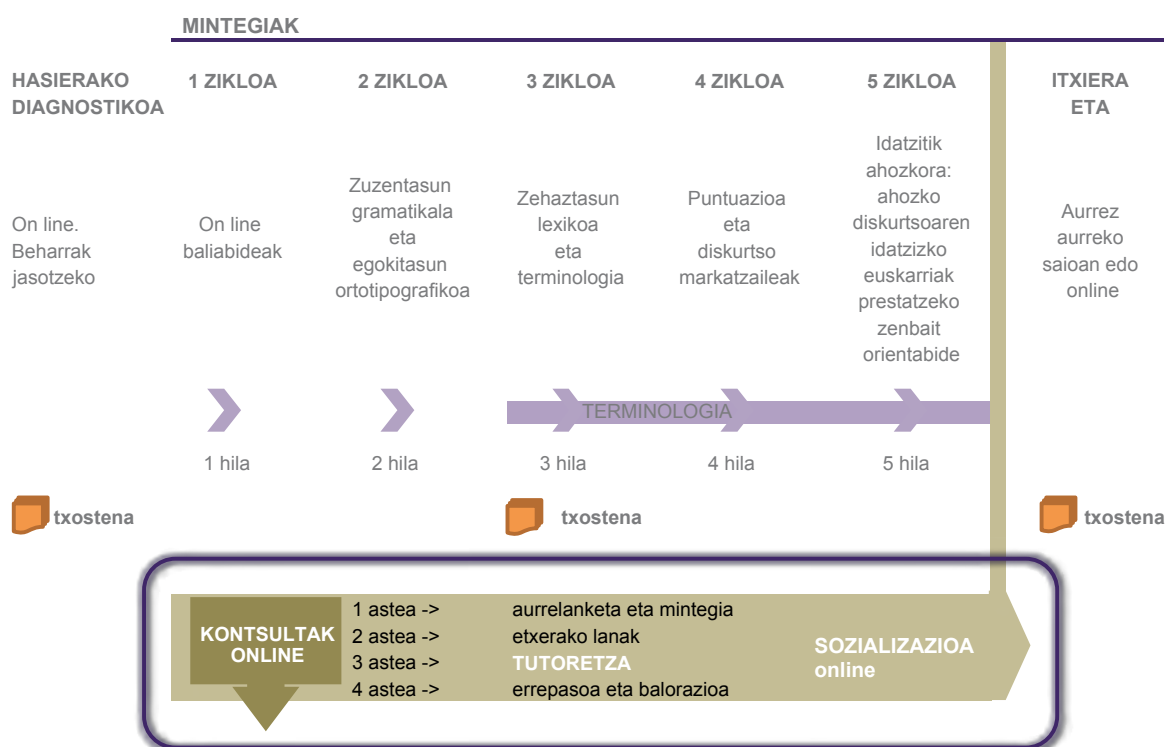 MINTEGIAK
HASIERAKO
DIAGNOSTIKOA
1 ZIKLOA
2 ZIKLOA
3 ZIKLOA
4 ZIKLOA
5 ZIKLOA
ITXIERA
ETA
On line.
Beharrak
jasotzeko
On line
baliabideak
Zuzentasun
gramatikala
eta
egokitasun
ortotipografikoa
Zehaztasun
lexikoa
eta
terminologia
Puntuazioa
eta
diskurtso
markatzaileak
Idatzitik
ahozkora:
ahozko
diskurtsoaren
idatzizko
euskarriak
prestatzeko
zenbait
orientabide
Aurrez
aurreko
saioan edo
online
TERMINOLOGIA
1 hila
2 hila
3 hila
4 hila
5 hila
txostena
txostena
txostena
KONTSULTAK
ONLINE
1 astea -> aurrelanketa eta mintegia
2 astea -> etxerako lanak
3 astea -> TUTORETZA
4 astea -> errepasoa eta balorazioa
SOZIALIZAZIOA
online